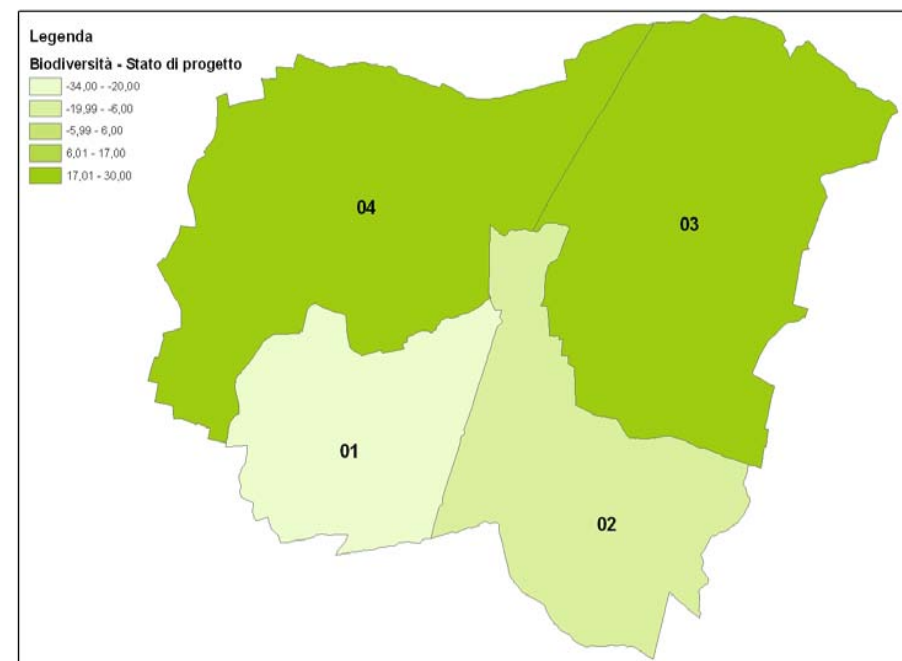 Legenda
Biodiversità - Stato di progetto
-34,00 - -20,00
-19,99 - -6,00
-5,99 - 6,00
6,01 - 17,00
17,01 - 30,00
04
03
01
02